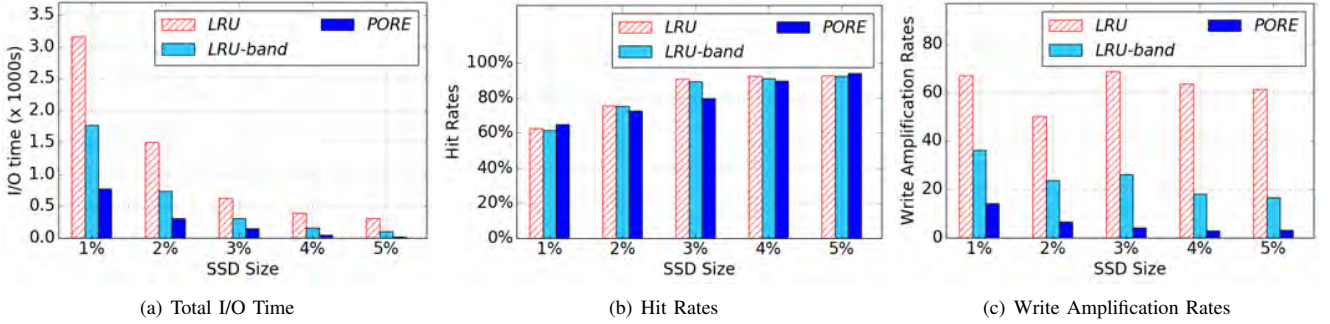 3.5
3.0
2.5
2.0
1.5
1.0
0.5
0.0
I/O time (x 1000s)
LRU
LRU-band
PORE
1% 2% 3% 4% 5%
SSD Size
(a) Total I/O Time
100%
80%
60%
40%
20%
0%
Hit Rates
LRU
LRU-band
PORE
1% 2% 3% 4% 5%
SSD Size
(b) Hit Rates
80
60
40
20
0
Write Amplification Rates
LRU
LRU-band
PORE
1% 2% 3% 4% 5%
SSD Size
(c) Write Amplification Rates